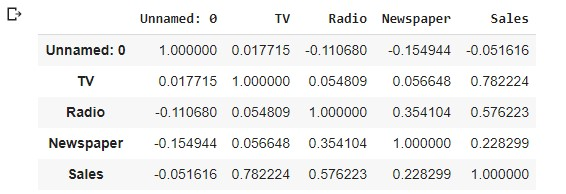 Unnamed: 0 TV Radio Newspaper Sales
Unnamed: 0 1.000000 0.017715 -0.110680 -0.154944 -0.051616
TV 0.017715 1.000000 0.054809 0.056648 0.782224
Radio -0.110680 0.054809 1.000000 0.354104 0.576223
Newspaper -0.154944 0.056648 0.354104 1.000000 0.228299
Sales -0.051616 0.782224 0.576223 0.228299 1.000000